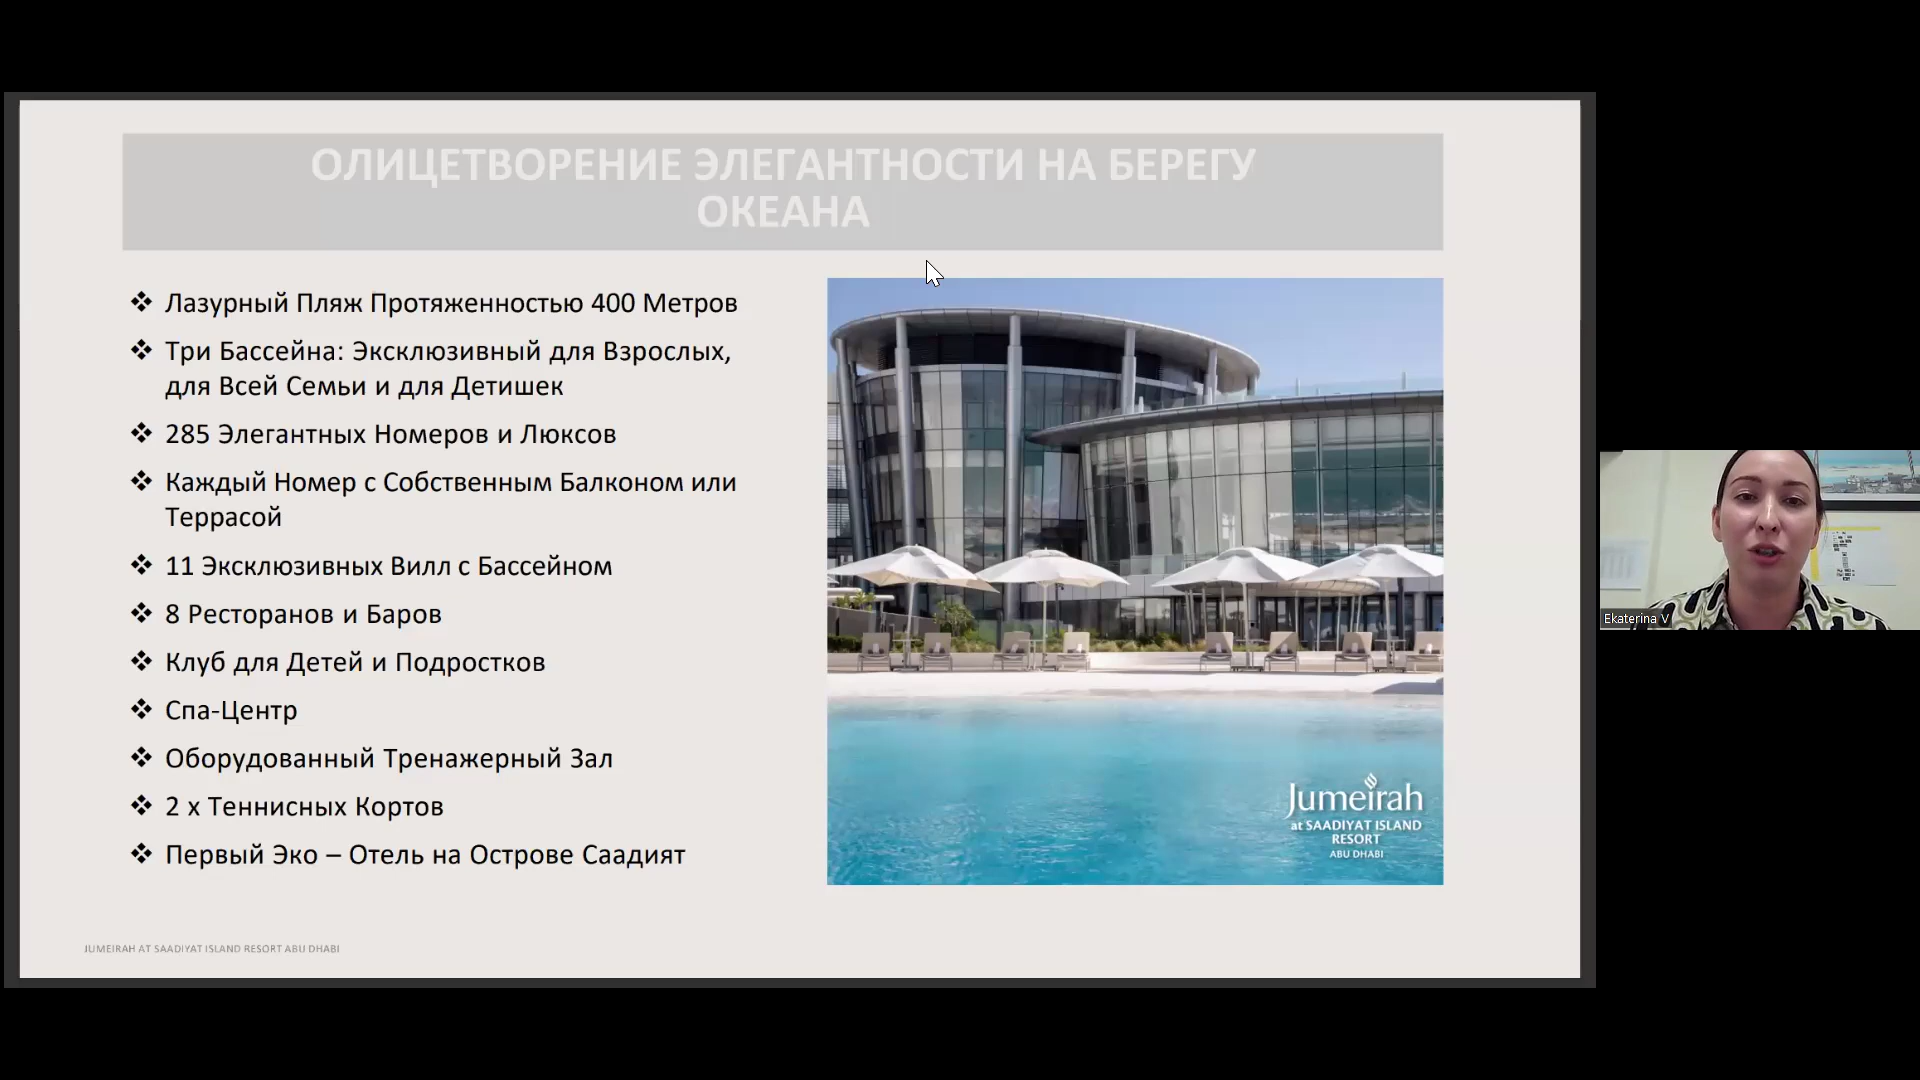 ОЛИЦЕТВОРЕНИЕ ЭЛЕГАНТНОСТИ НА БЕРЕГУ
ОКЕАНА
❖ Лазурный Пляж Протяженностью 400 Метров
❖ Три Бассейна: Эксклюзивный для Взрослых,
для Всей Семьи и для Детишек
❖ 285 Элегантных Номеров и Люксов
❖ Каждый Номер с Собственным Балконом или
Террасой
❖ 11 Эксклюзивных Вилл с Бассейном
❖ 8 Ресторанов и Баров
❖ Клуб для Детей и Подростков
❖ Спа-Центр
❖ Оборудованный Тренажерный Зал
❖ 2 х Теннисных Кортов
❖ Первый Эко – Отель на Острове Саадият
Jumeirah
at SAADIYAT ISLAND
RESORT
ABU DHABI
JUMEIRAH AT SAADIYAT ISLAND RESORT ABU DHABI
Ekaterina V